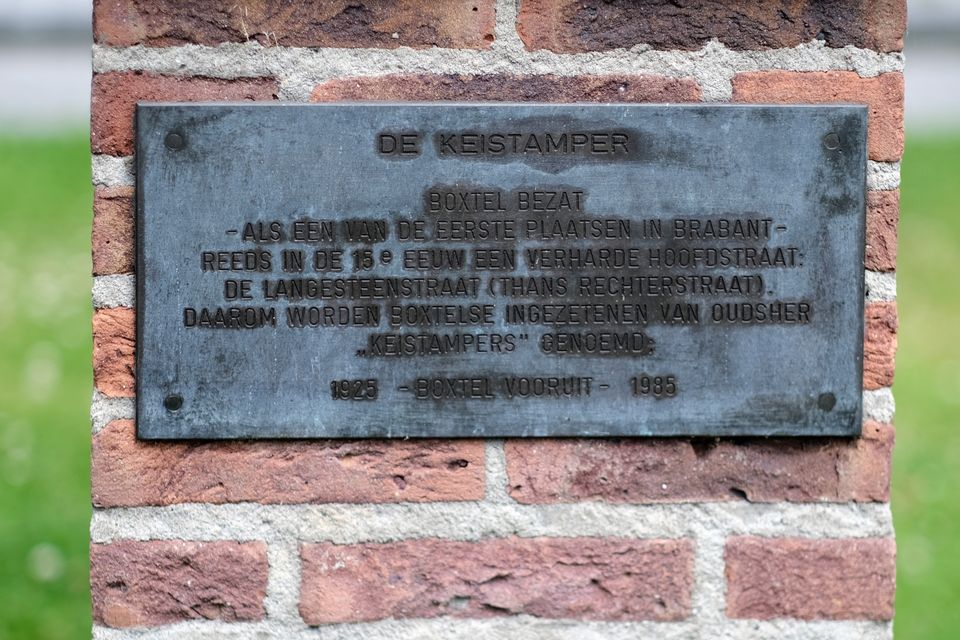 DE KEISTAMPER
BOXTEL BEZAT
-ALS EEN VAN DE EERSTE PLAATSEN IN BRABANT-
REEDS IN DE 15e EEUW EEN VERHARDE HOOFDSTRAAT:
DE LANGESTEENSTRAAT (THANS RECHTERSTRAAT).
DAAROM WORDEN BOXTELSE INGEZETENEN VAN OUDSHER
„KEISTAMPERS" GENOEMD;
1925 -BOXTEL VOORUIT- 1985